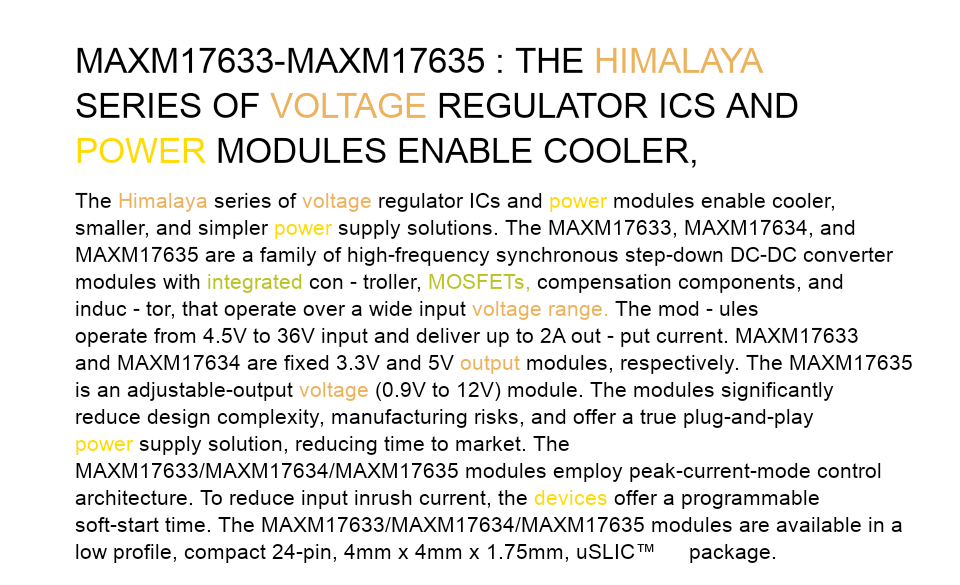 MAXM17633-MAXM17635 : THE HIMALAYA
SERIES OF VOLTAGE REGULATOR ICS AND
POWER MODULES ENABLE COOLER,
The Himalaya series of voltage regulator ICs and power modules enable cooler,
smaller, and simpler power supply solutions. The MAXM17633, MAXM17634, and
MAXM17635 are a family of high-frequency synchronous step-down DC-DC converter
modules with integrated con - troller, MOSFETs, compensation components, and
induc - tor, that operate over a wide input voltage range. The mod - ules
operate from 4.5V to 36V input and deliver up to 2A out - put current. MAXM17633
and MAXM17634 are fixed 3.3V and 5V output modules, respectively. The MAXM17635
is an adjustable-output voltage (0.9V to 12V) module. The modules significantly
reduce design complexity, manufacturing risks, and offer a true plug-and-play
power supply solution, reducing time to market. The
MAXM17633/MAXM17634/MAXM17635 modules employ peak-current-mode control
architecture. To reduce input inrush current, the devices offer a programmable
soft-start time. The MAXM17633/MAXM17634/MAXM17635 modules are available in a
low profile, compact 24-pin, 4mm x 4mm x 1.75mm, uSLIC™ package.